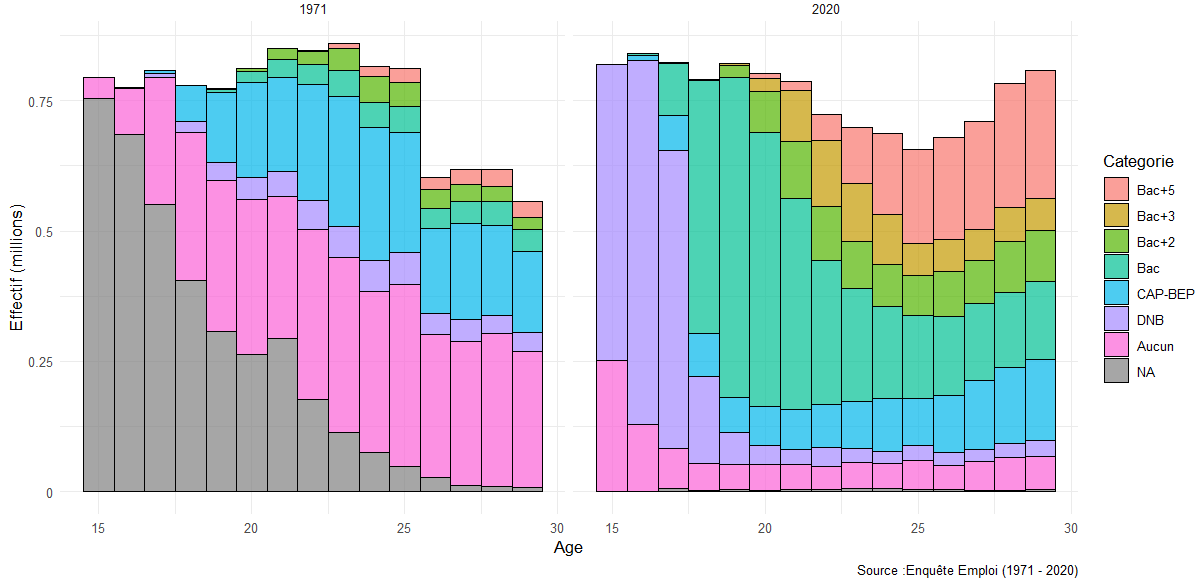 1971
2020
Effectif (millions)
0.75
0.5
0.25
0
15
20
25
30
15
20
25
30
Age
Categorie
Bac+5
Bac+3
Bac+2
Bac
CAP-BEP
DNB
Aucun
NA
Source :Enquête Emploi (1971 - 2020)